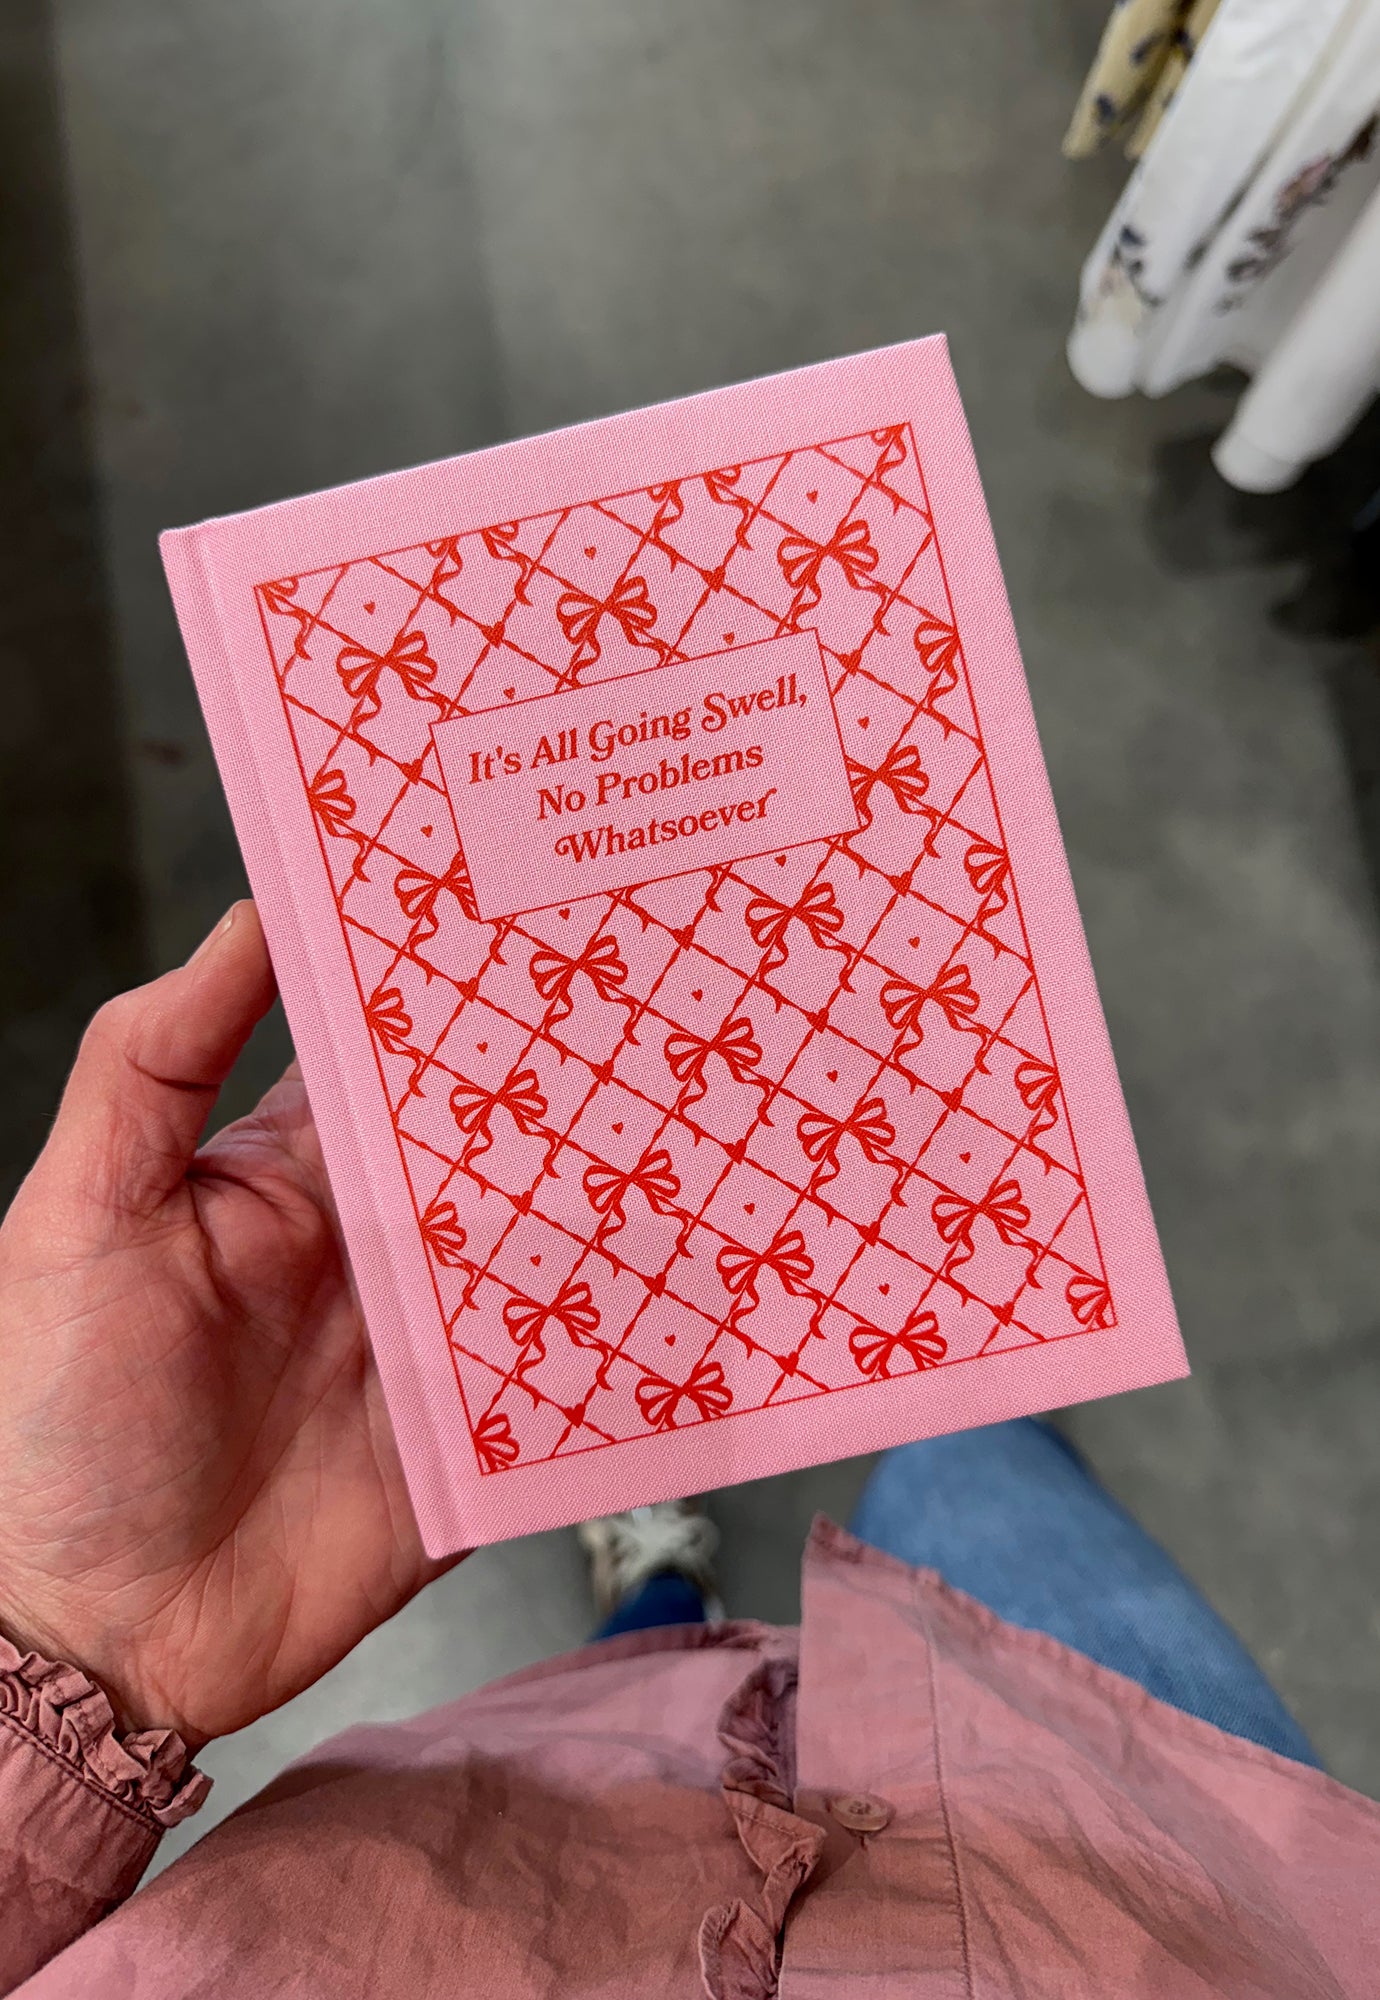 It's All Going Swell,
No Problems
Whatsoever